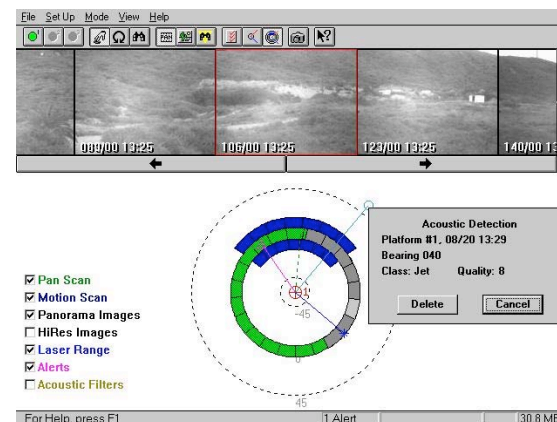 File Set Up Mode View Help
PAN
089/00 13:25 106/00 13:25 123/00 13:25 140/00 13
Acoustic Detection
Platform #1, 08/20 13:29
Bearing 040
Class: Jet Quality: 8
Delete Cancel
Pan Scan
Motion Scan
Panorama Images
HiRes Images
Laser Range
Alerts
Acoustic Filters
1
-45
0
45
For Help, press F1 1 Alert 30.8 MB